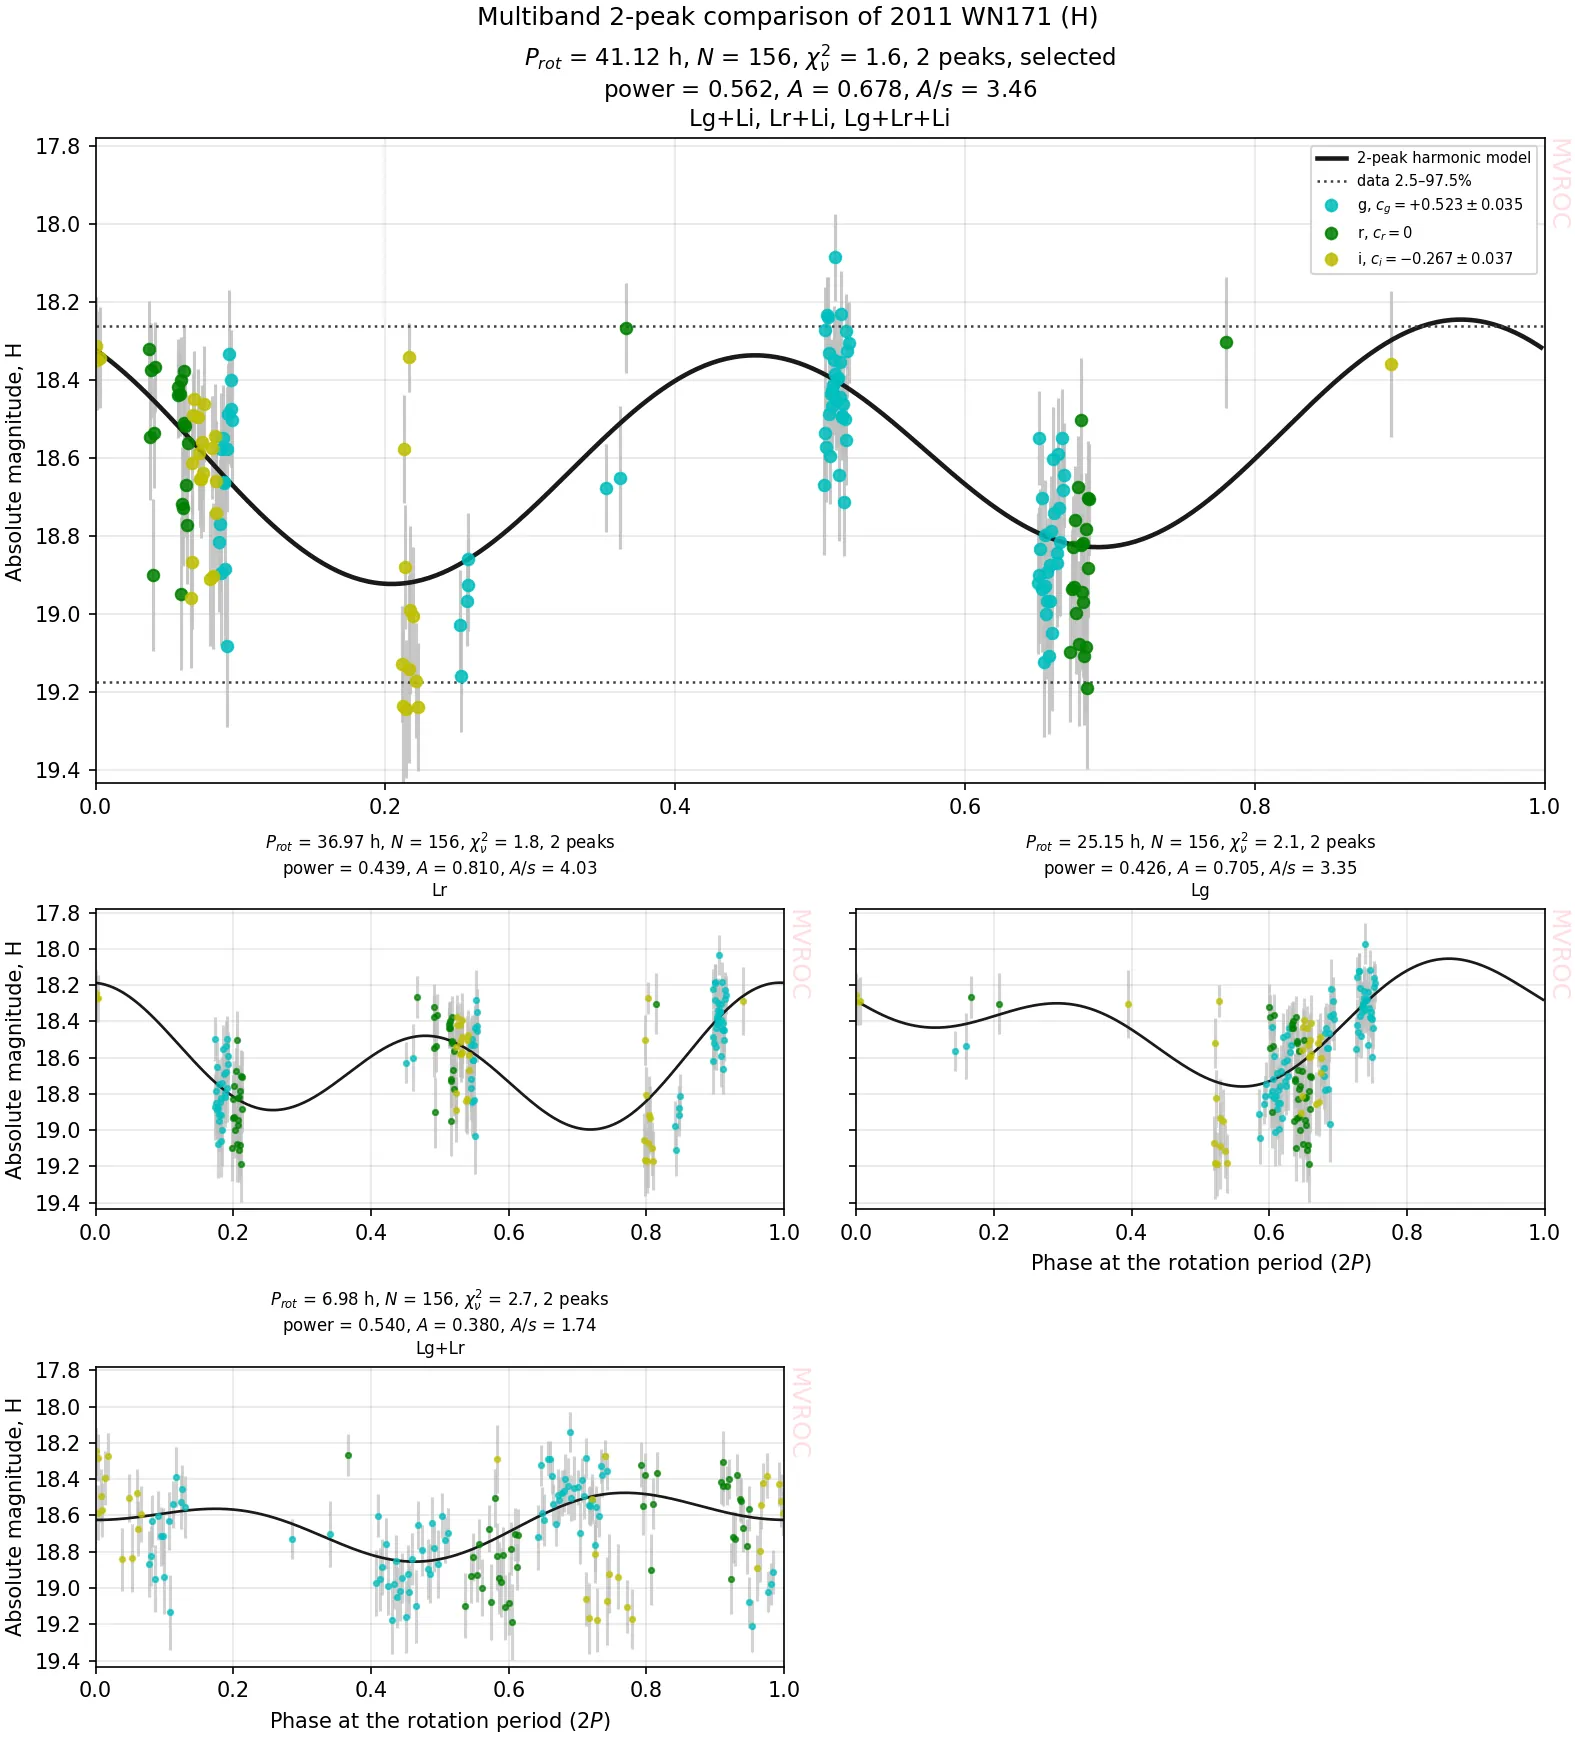 Multiband 2-peak comparison of 2011 WN171 (H)
P_rot = 41.12 h, N = 156, χ²_ν = 1.6, 2 peaks, selected
power = 0.562, A = 0.678, A/s = 3.46
Lg+Li, Lr+Li, Lg+Lr+Li
MVROC
2-peak harmonic model
data 2.5–97.5%
g, c_g = +0.523 ± 0.035
r, c_r = 0
i, c_i = −0.267 ± 0.037
Absolute magnitude, H
17.8
18.0
18.2
18.4
18.6
18.8
19.0
19.2
19.4
0.0 0.2 0.4 0.6 0.8 1.0
P_rot = 36.97 h, N = 156, χ²_ν = 1.8, 2 peaks
power = 0.439, A = 0.810, A/s = 4.03
Lr
MVROC
Absolute magnitude, H
17.8
18.0
18.2
18.4
18.6
18.8
19.0
19.2
19.4
0.0 0.2 0.4 0.6 0.8 1.0
P_rot = 25.15 h, N = 156, χ²_ν = 2.1, 2 peaks
power = 0.426, A = 0.705, A/s = 3.35
Lg
MVROC
0.0 0.2 0.4 0.6 0.8 1.0
Phase at the rotation period (2P)
P_rot = 6.98 h, N = 156, χ²_ν = 2.7, 2 peaks
power = 0.540, A = 0.380, A/s = 1.74
Lg+Lr
MVROC
Absolute magnitude, H
17.8
18.0
18.2
18.4
18.6
18.8
19.0
19.2
19.4
0.0 0.2 0.4 0.6 0.8 1.0
Phase at the rotation period (2P)